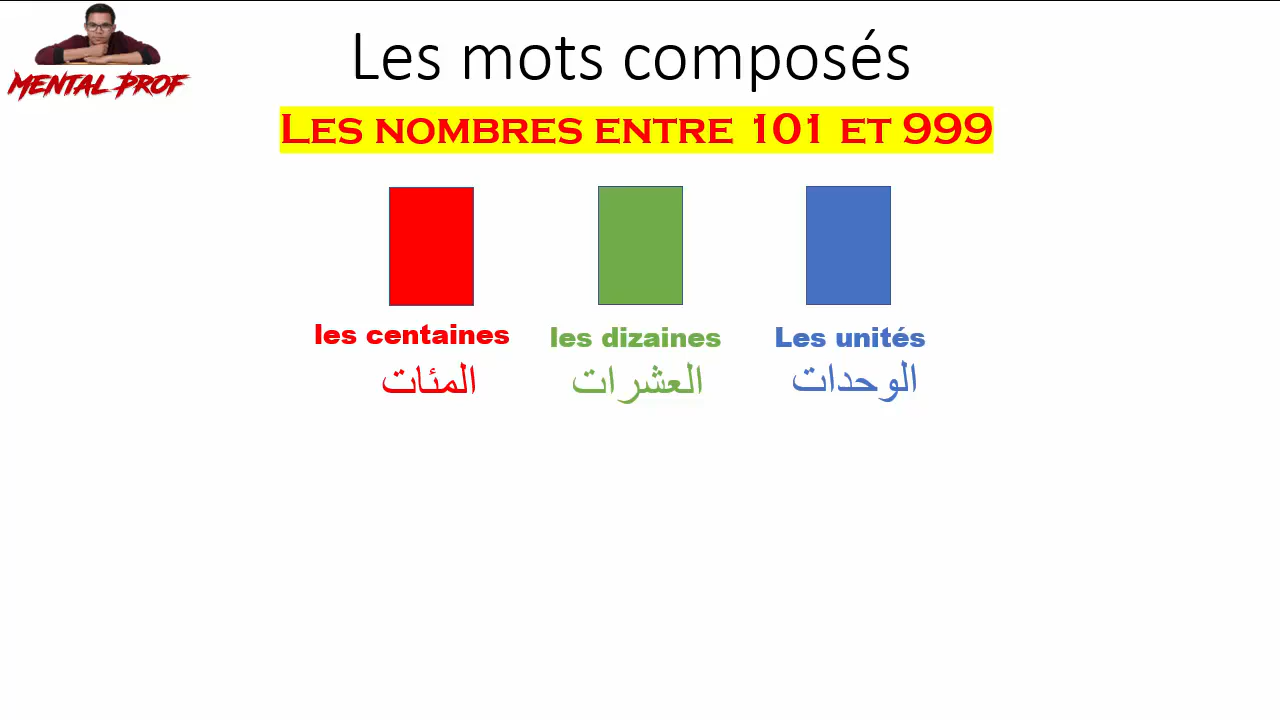 MENTAL PROF
Les mots composés
LES NOMBRES ENTRE 101 ET 999
les centaines
les dizaines
Les unités
المئات
العشرات
الوحدات